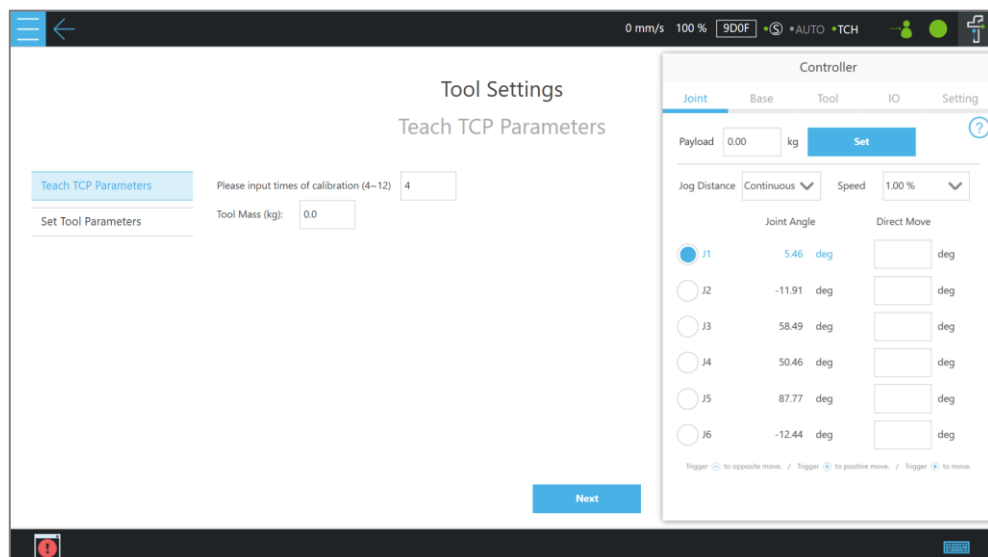 0 mm/s 100 % 9D0F S AUTO TCH
Tool Settings
Teach TCP Parameters
Teach TCP Parameters
Set Tool Parameters
Please input times of calibration (4~12) 4
Tool Mass (kg): 0.0
Next
Controller
Joint Base Tool IO Setting
?
Payload 0.00 kg Set
Jog Distance Continuous Speed 1.00 %
Joint Angle Direct Move
J1 5.46 deg deg
J2 -11.91 deg deg
J3 58.49 deg deg
J4 50.46 deg deg
J5 87.77 deg deg
J6 -12.44 deg deg
Trigger to opposite move. / Trigger to postive move. / Trigger to move.